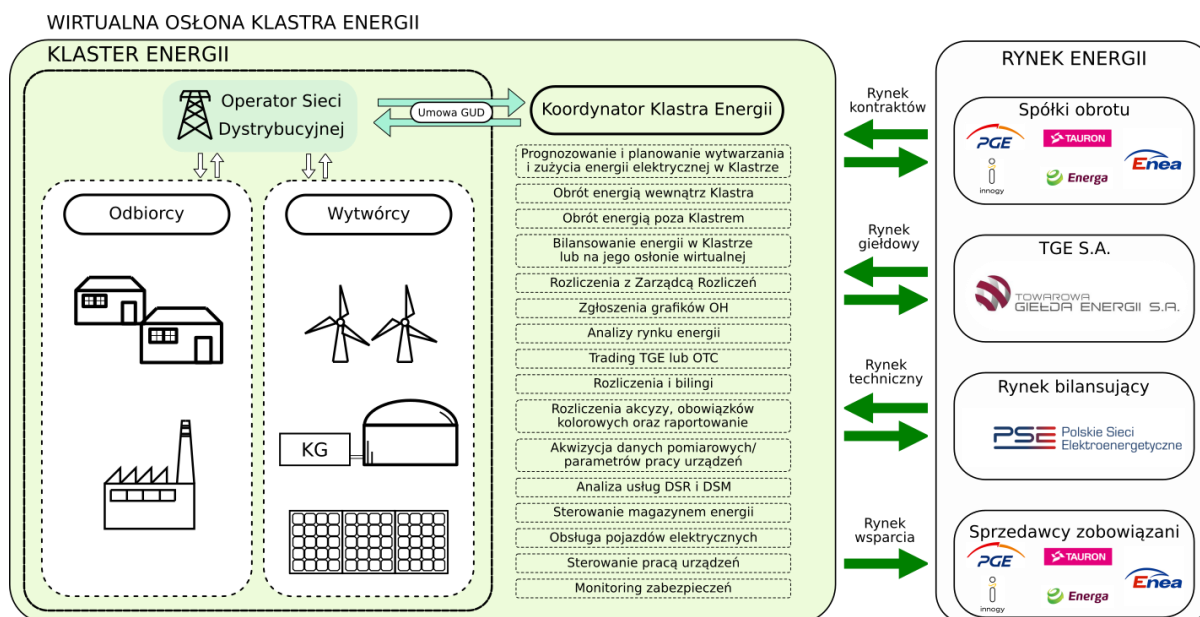 WIRTUALNA OSŁONA KLASTRA ENERGII
KLASTER ENERGII
Operator Sieci
Dystrybucyjnej
Umowa GUD
Koordynator Klastra Energii
Odbiorcy
Wytwórcy
KG
Prognozowanie i planowanie wytwarzania
i zużycia energii elektrycznej w Klastrze
Obrót energią wewnątrz Klastra
Obrót energią poza Klastrem
Bilansowanie energii w Klastrze
lub na jego osłonie wirtualnej
Rozliczenia z Zarządcą Rozliczeń
Zgłoszenia grafików OH
Analizy rynku energii
Trading TGE lub OTC
Rozliczenia i bilingi
Rozliczenia akcyzy, obowiązków
kolorowych oraz raportowanie
Akwizycja danych pomiarowych/
parametrów pracy urządzeń
Analiza usług DSR i DSM
Sterowanie magazynem energii
Obsługa pojazdów elektrycznych
Sterowanie pracą urządzeń
Monitoring zabezpieczeń
Rynek
kontraktów
Rynek
giełdowy
Rynek
techniczny
Rynek
wsparcia
RYNEK ENERGII
Spółki obrotu
PGE
TAURON
Enea
innogy
Energa
TGE S.A.
TOWAROWA
GIEŁDA ENERGII S.A.
Rynek bilansujący
PSE
Polskie Sieci
Elektroenergetyczne
Sprzedawcy zobowiązani
PGE
TAURON
Enea
innogy
Energa